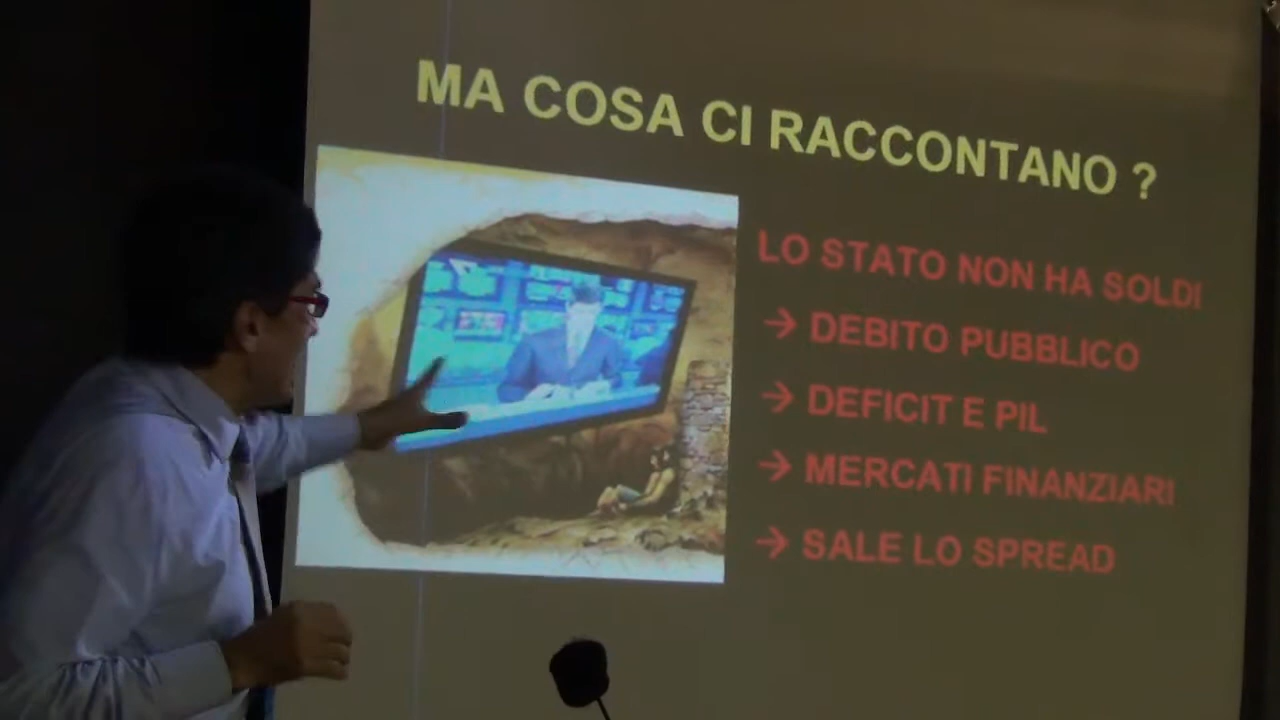 MA COSA CI RACCONTANO ?
LO STATO NON HA SOLDI
→ DEBITO PUBBLICO
→ DEFICIT E PIL
→ MERCATI FINANZIARI
→ SALE LO SPREAD